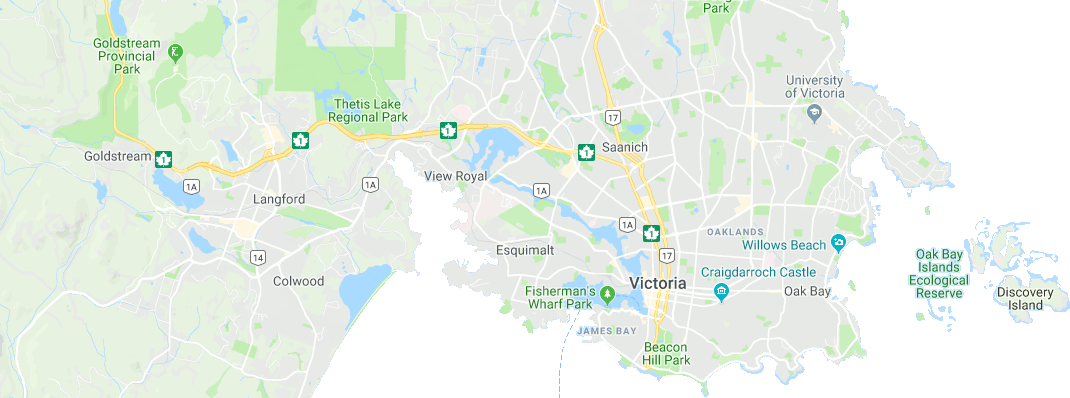 Park
Goldstream
Provincial
Park
University
of Victoria
Thetis Lake
Regional Park
17
1
1
1
Saanich
Goldstream
1
View Royal
1A
1A
1A
Langford
1A
1
OAKLANDS
Willows Beach
Esquimalt
14
17
Oak Bay
Islands
Ecological
Reserve
Craigdarroch Castle
Colwood
Victoria
Fisherman's
Wharf Park
Oak Bay
Discovery
Island
JAMES BAY
Beacon
Hill Park